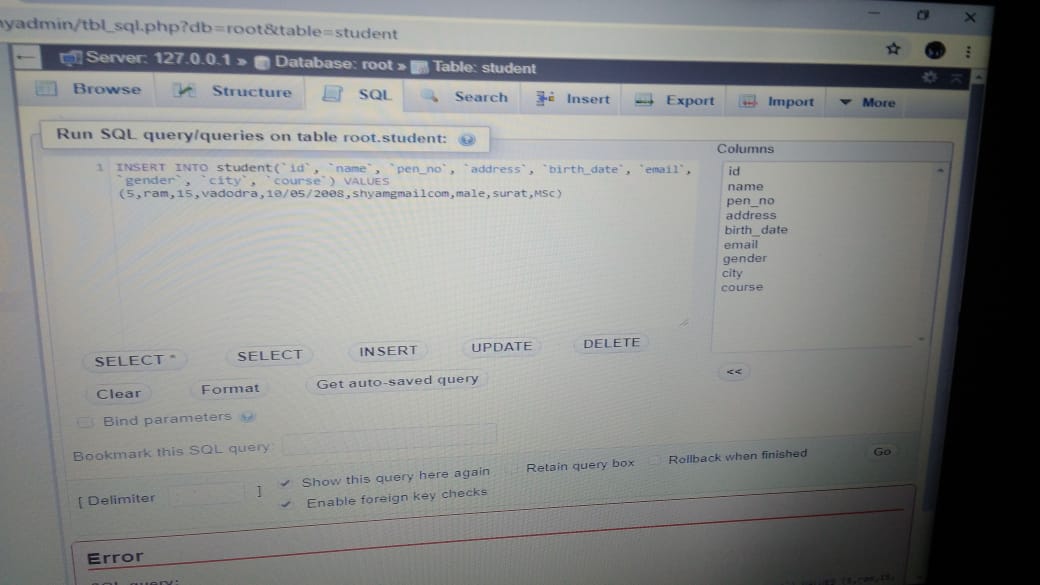 nyadmin/tbl_sql.php?db=root&table=student
Server: 127.0.0.1 » Database: root » Table: student
Browse Structure SQL Search Insert Export Import More
Run SQL query/queries on table root.student:
Columns
1 INSERT INTO student(`id`, `name`, `pen_no`, `address`, `birth_date`, `email`,
`gender`, `city`, `course`) VALUES
(5,ram,15,vadodra,10/05/2008,shyamgmailcom,male,surat,MSc)
id
name
pen_no
address
birth_date
email
gender
city
course
SELECT * SELECT INSERT UPDATE DELETE
<<
Clear Format Get auto-saved query
Bind parameters
Bookmark this SQL query:
[ Delimiter ] Show this query here again Retain query box Rollback when finished Go
Enable foreign key checks
Error
SQL query: